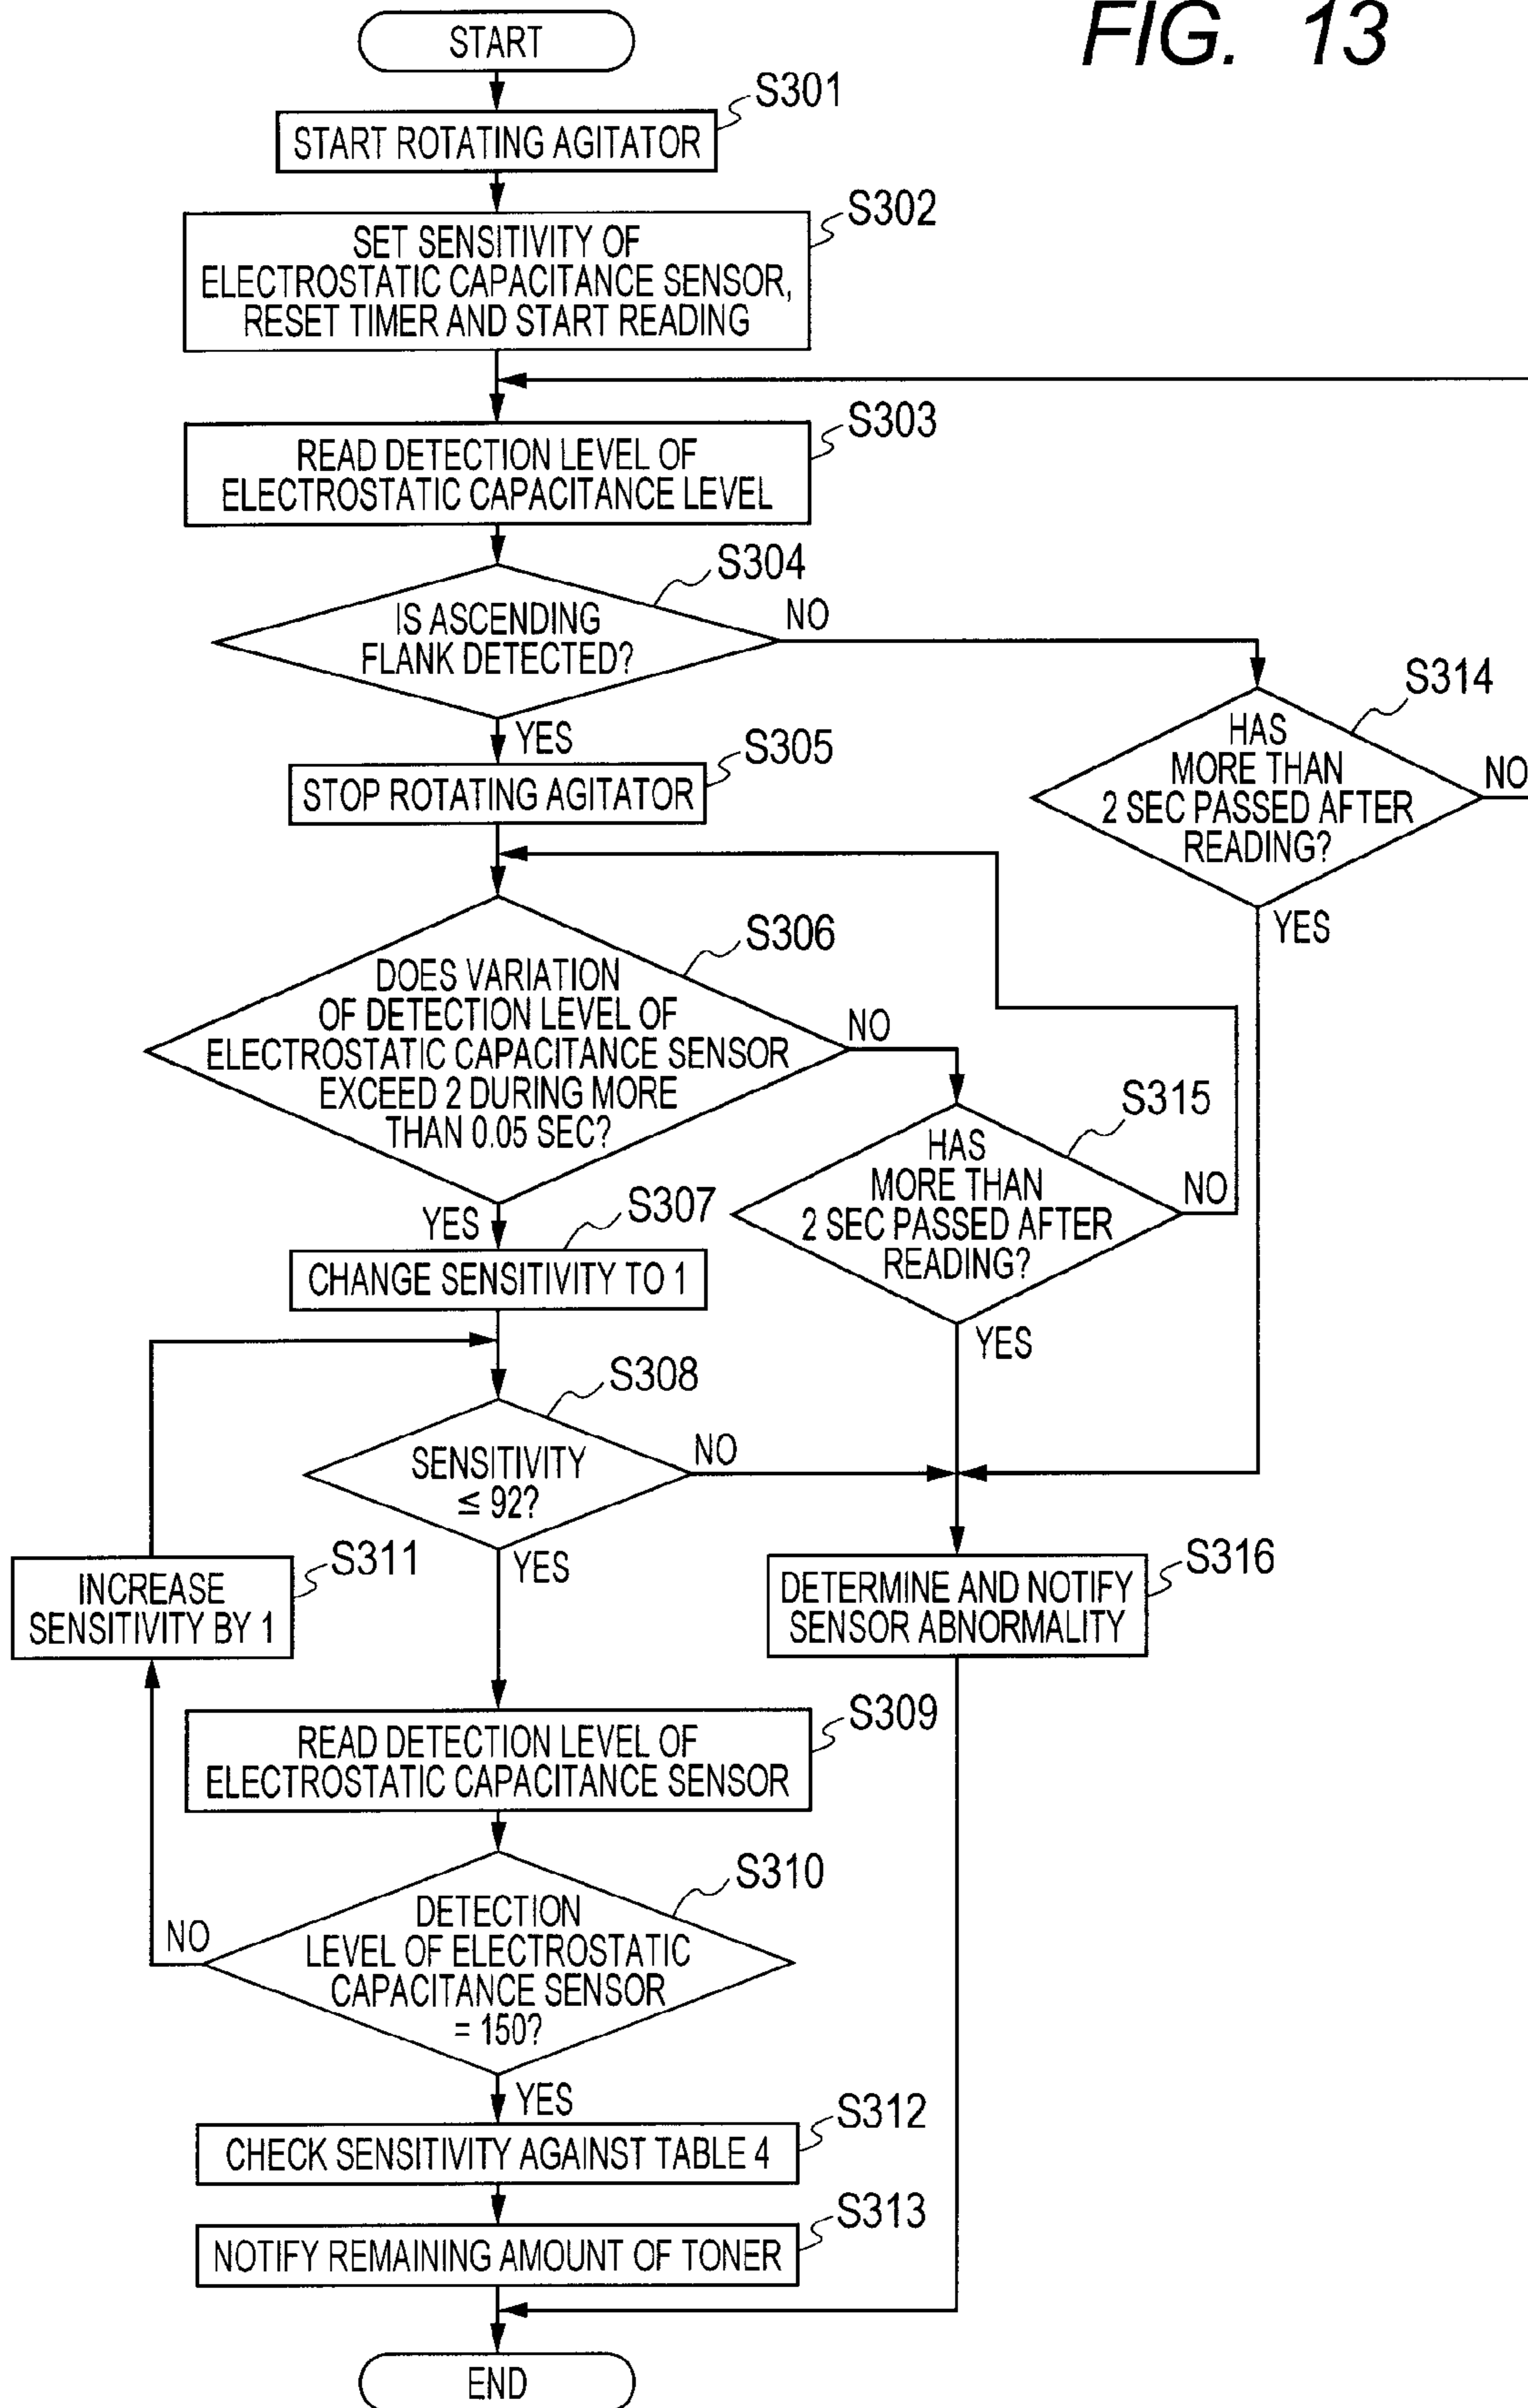 FIG. 13
START
S301
START ROTATING AGITATOR
S302
SET SENSITIVITY OF
ELECTROSTATIC CAPACITANCE SENSOR,
RESET TIMER AND START READING
S303
READ DETECTION LEVEL OF
ELECTROSTATIC CAPACITANCE LEVEL
S304
IS ASCENDING
FLANK DETECTED?
NO
YES
S314
HAS
MORE THAN
2 SEC PASSED AFTER
READING?
NO
YES
S305
STOP ROTATING AGITATOR
S306
DOES VARIATION
OF DETECTION LEVEL OF
ELECTROSTATIC CAPACITANCE SENSOR
EXCEED 2 DURING MORE
THAN 0.05 SEC?
NO
YES
S315
HAS
MORE THAN
2 SEC PASSED AFTER
READING?
NO
YES
S307
CHANGE SENSITIVITY TO 1
S308
SENSITIVITY
≤ 92?
NO
YES
S311
INCREASE
SENSITIVITY BY 1
S316
DETERMINE AND NOTIFY
SENSOR ABNORMALITY
S309
READ DETECTION LEVEL OF
ELECTROSTATIC CAPACITANCE SENSOR
S310
DETECTION
LEVEL OF ELECTROSTATIC
CAPACITANCE SENSOR
= 150?
NO
YES
S312
CHECK SENSITIVITY AGAINST TABLE 4
S313
NOTIFY REMAINING AMOUNT OF TONER
END